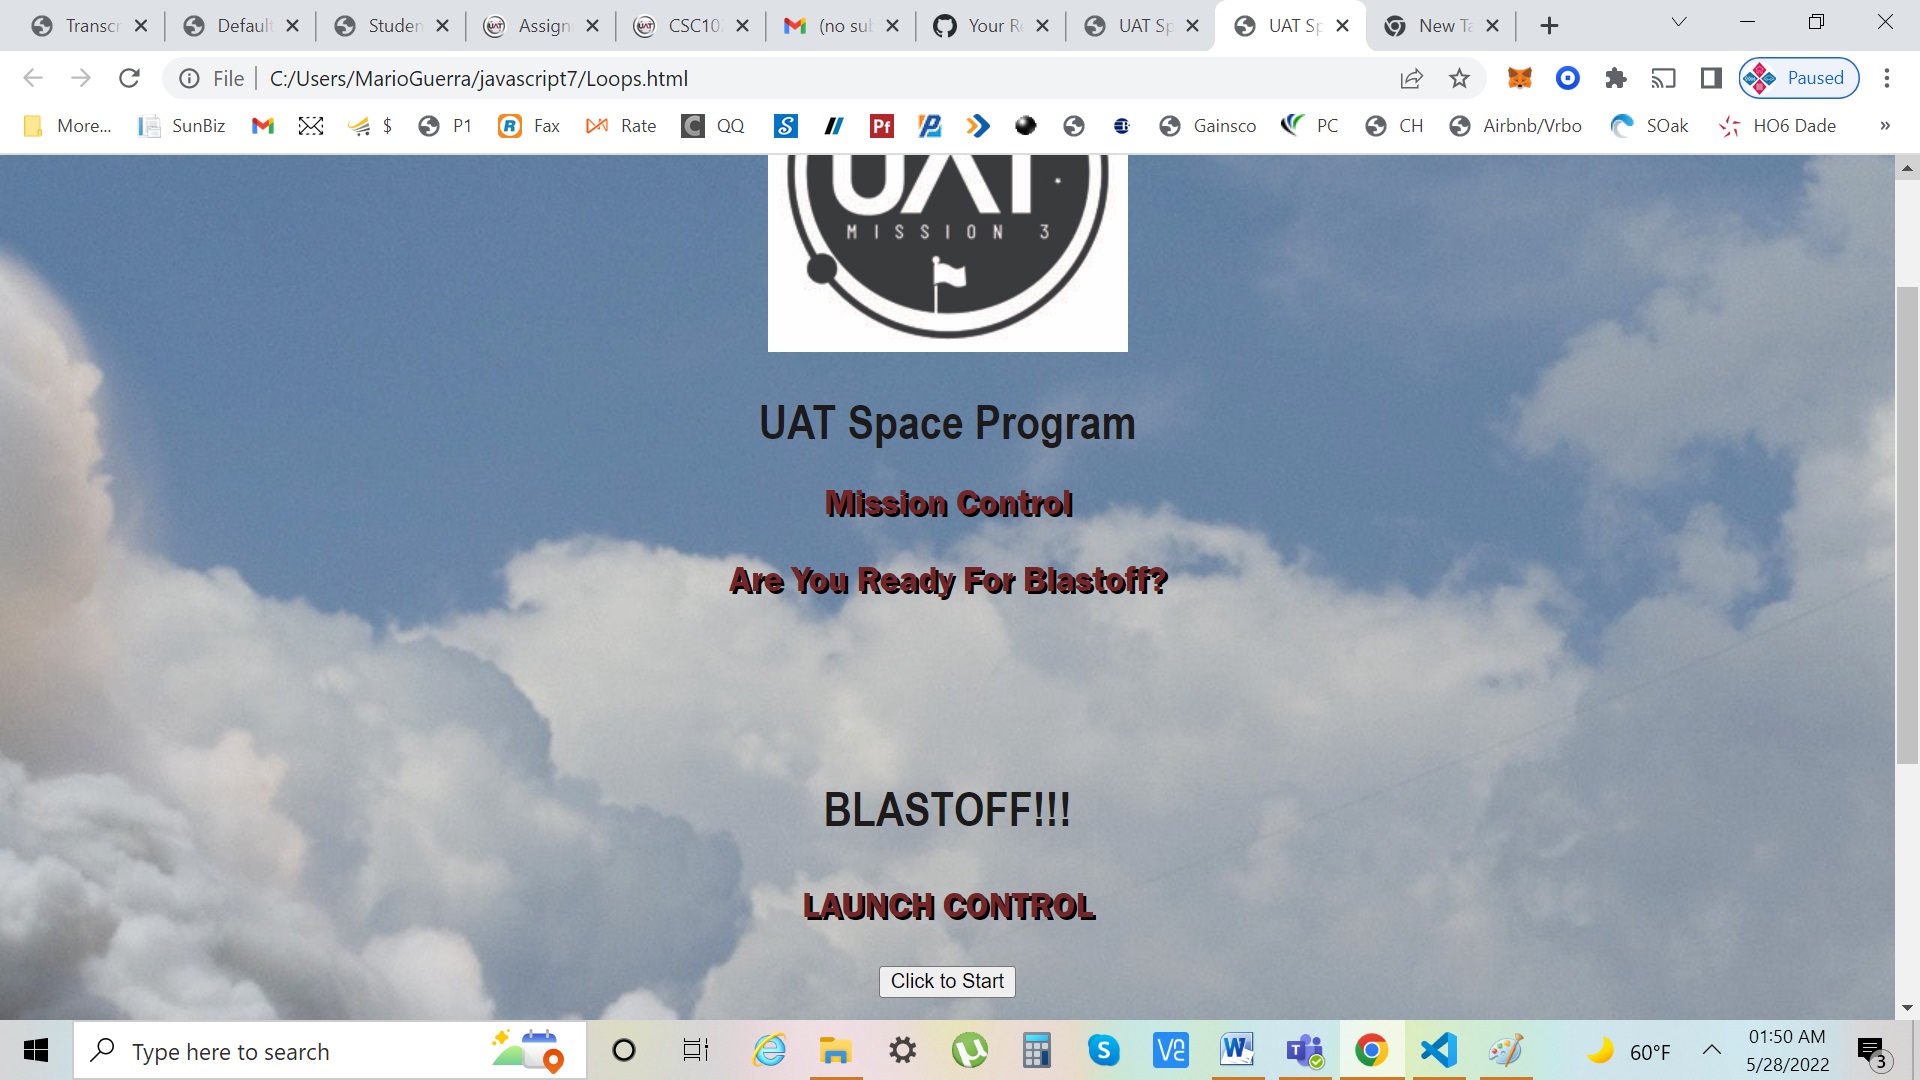 Transcr
Default
Studen
Assign
CSC10
(no sub
Your Re
UAT Sp
UAT Sp
New Ta
File
C:/Users/MarioGuerra/javascript7/Loops.html
Paused
More...
SunBiz
$
P1
Fax
Rate
QQ
Gainsco
PC
CH
Airbnb/Vrbo
SOak
HO6 Dade
»
UAT
MISSION 3
UAT Space Program
Mission Control
Are You Ready For Blastoff?
BLASTOFF!!!
LAUNCH CONTROL
Click to Start
Type here to search
60°F
01:50 AM
5/28/2022
3